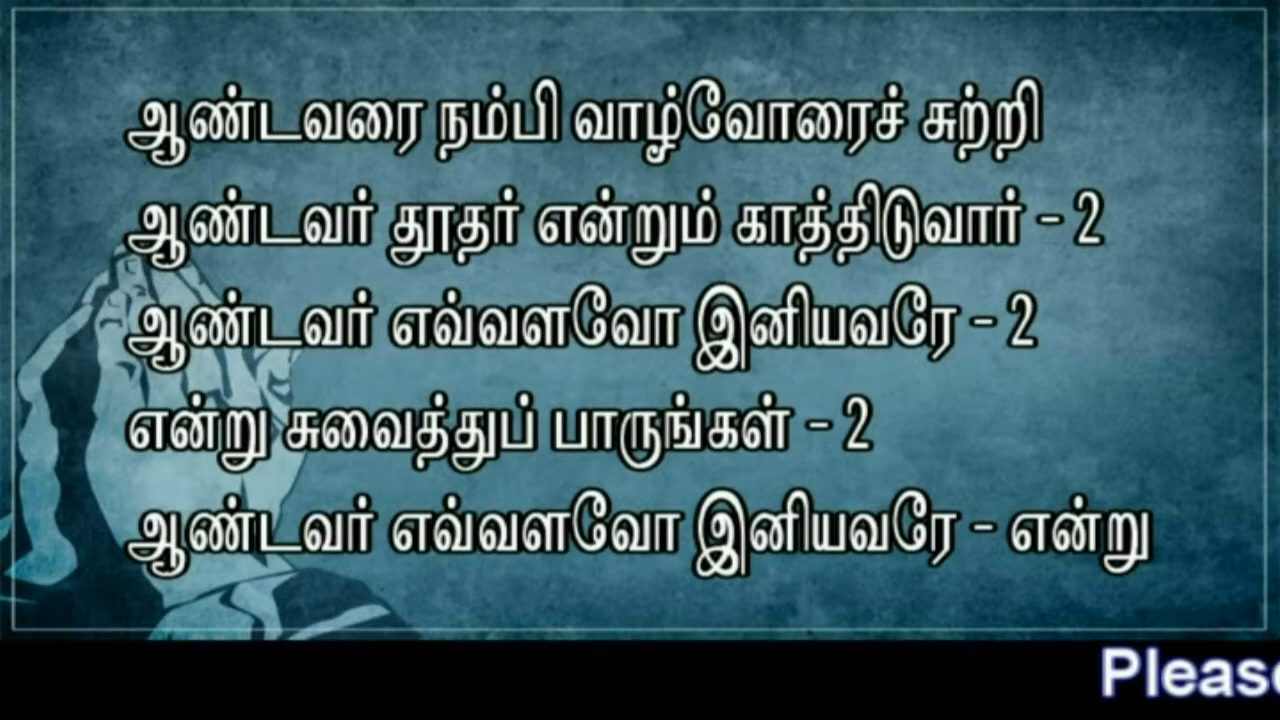 ஆண்டவரை நம்பி வாழ்வோரைச் சுற்றி
ஆண்டவர் தூதர் என்றும் காத்திடுவார் - 2
ஆண்டவர் எவ்வளவோ இனியவரே - 2
என்று சுவைத்துப் பாருங்கள் - 2
ஆண்டவர் எவ்வளவோ இனியவரே - என்று
Please